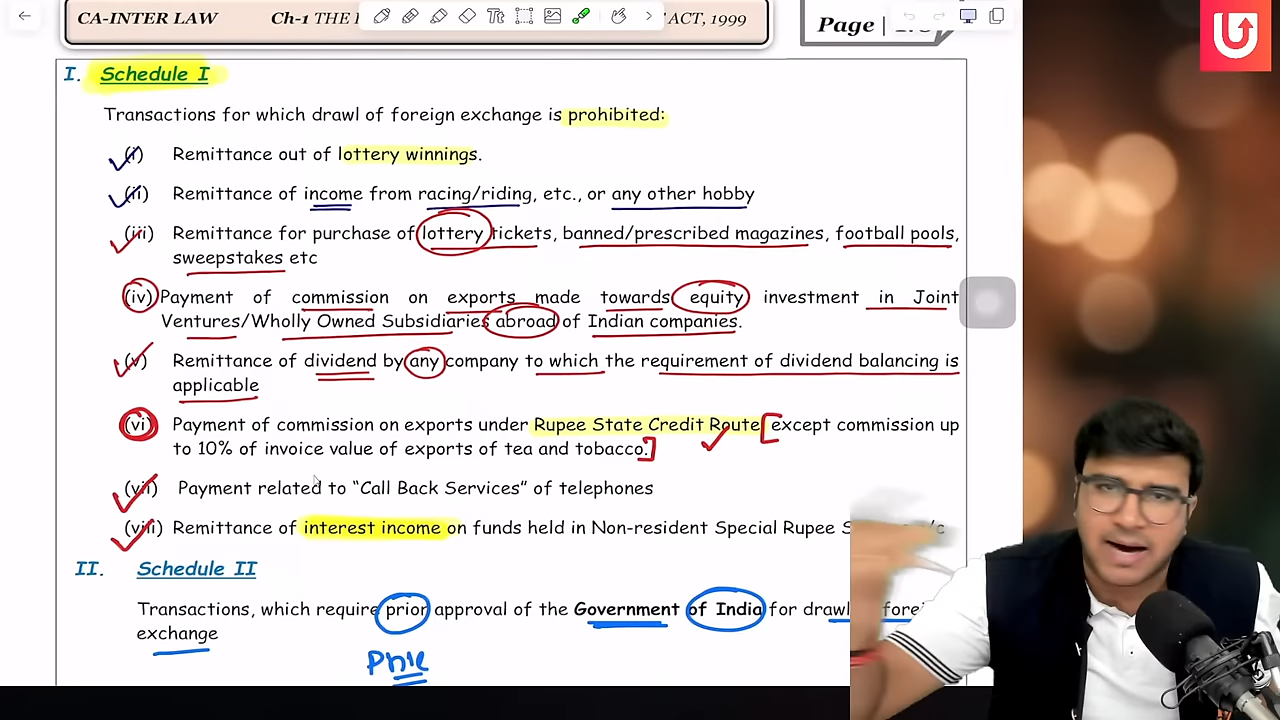 CA-INTER LAW Ch-1 THE ACT, 1999
Page |
I. Schedule I
Transactions for which drawl of foreign exchange is prohibited:
(i) Remittance out of lottery winnings.
(ii) Remittance of income from racing/riding, etc., or any other hobby
(iii) Remittance for purchase of lottery tickets, banned/prescribed magazines, football pools,
sweepstakes etc
(iv) Payment of commission on exports made towards equity investment in Joint
Ventures/Wholly Owned Subsidiaries abroad of Indian companies.
(v) Remittance of dividend by any company to which the requirement of dividend balancing is
applicable
(vi) Payment of commission on exports under Rupee State Credit Route [except commission up
to 10% of invoice value of exports of tea and tobacco.]
(vii) Payment related to “Call Back Services” of telephones
(viii) Remittance of interest income on funds held in Non-resident Special Rupee
II. Schedule II
Transactions, which require prior approval of the Government of India for
exchange